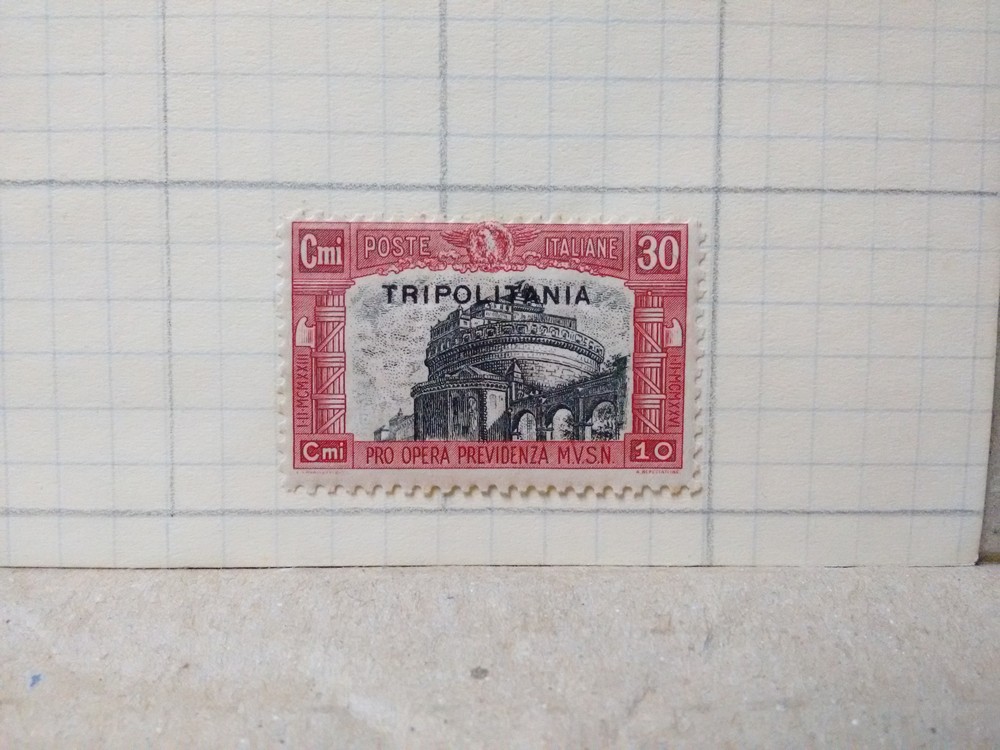 Cmi POSTE ITALIANE 30
TRIPOLITANIA
Cmi PRO OPERA PREVIDENZA M.V.S.N. 10